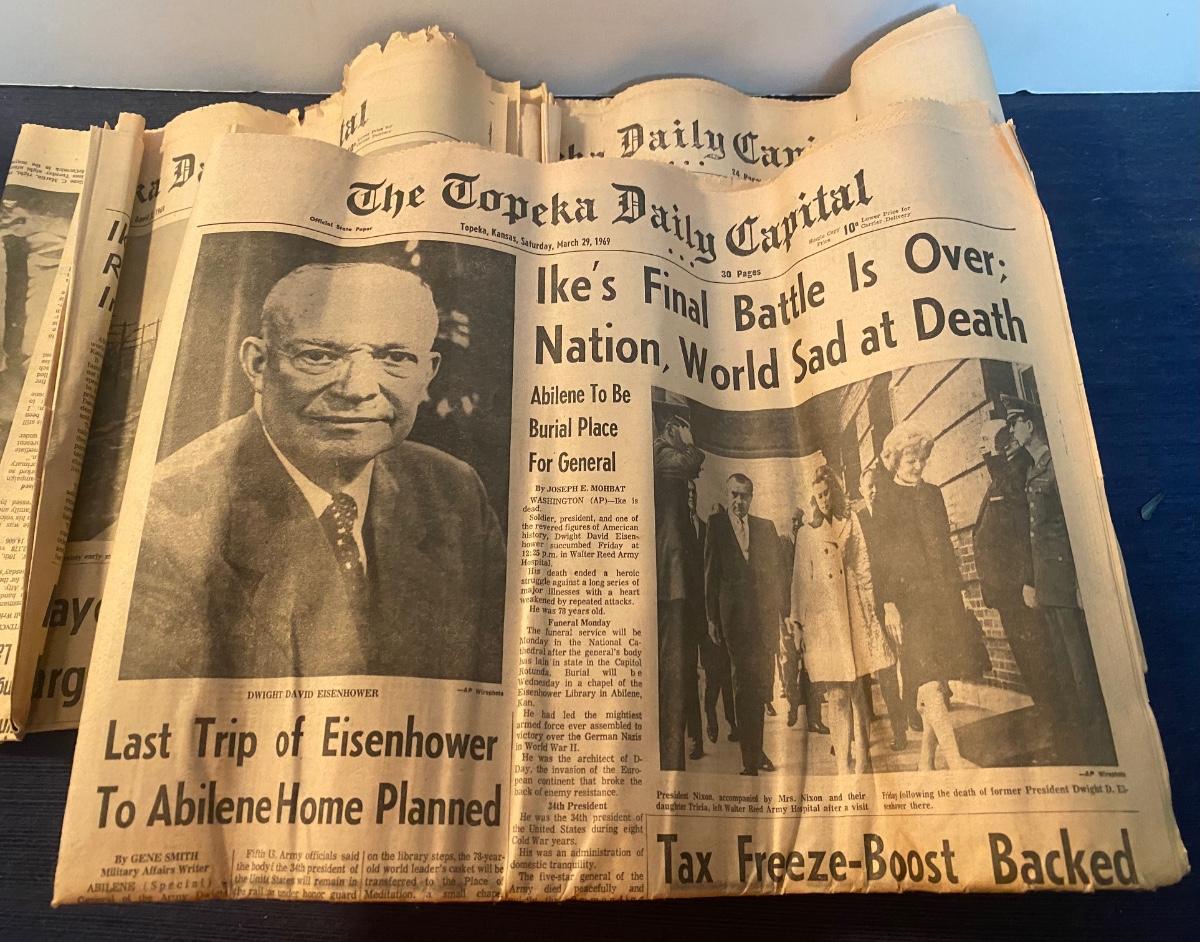 The Topeka Daily Capital
Official State Paper
Topeka, Kansas, Saturday, March 29, 1969
30 Pages
Single Copy
Price
10¢
Lower Price for
Carrier Delivery
Ike's Final Battle Is Over;
Nation, World Sad at Death
DWIGHT DAVID EISENHOWER
—AP Wirephoto
Last Trip of Eisenhower
To Abilene Home Planned
By GENE SMITH
Military Affairs Writer
ABILENE (Special)
Fifth U.S. Army officials said
the body of the 34th president of
the United States will remain in
the rail car under honor guard
on the library steps, the 78-year-
old world leader's casket will be
transferred to the Place of
Meditation, a small chapel
Abilene To Be
Burial Place
For General
By JOSEPH E. MOHBAT
WASHINGTON (AP)—Ike is
dead.
Soldier, president, and one of
the revered figures of American
history, Dwight David Eisen-
hower succumbed Friday at
12:25 p.m. in Walter Reed Army
Hospital.
His death ended a heroic
struggle against a long series of
major illnesses with a heart
weakened by repeated attacks.
He was 78 years old.
Funeral Monday
The funeral service will be
Monday in the National Ca-
thedral after the general's body
has lain in state in the Capitol
Rotunda. Burial will be
Wednesday in a chapel of the
Eisenhower Library in Abilene,
Kan.
He had led the mightiest
armed force ever assembled to
victory over the German Nazis
in World War II.
He was the architect of D-
Day, the invasion of the Euro-
pean continent that broke the
back of enemy resistance.
34th President
He was the 34th president of
the United States during eight
Cold War years.
His was an administration of
domestic tranquility.
The five-star general of the
Army died peacefully and
—AP Wirephoto
President Nixon, accompanied by Mrs. Nixon and their
daughter Tricia, left Walter Reed Army Hospital after a visit
Friday following the death of former President Dwight D. Ei-
senhower there.
Tax Freeze-Boost Backed
Daily Capi
24 Pages
tal
ka Da